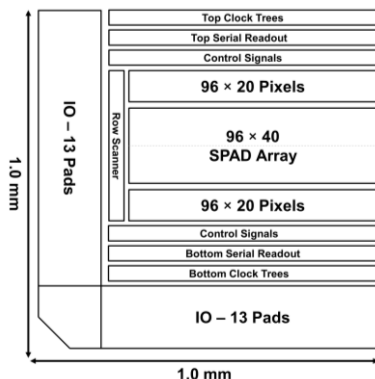 Top Clock Trees
Top Serial Readout
Control Signals
96 × 20 Pixels
Row Scanner
IO – 13 Pads
1.0 mm
96 × 40
SPAD Array
96 × 20 Pixels
Control Signals
Bottom Serial Readout
Bottom Clock Trees
IO – 13 Pads
1.0 mm